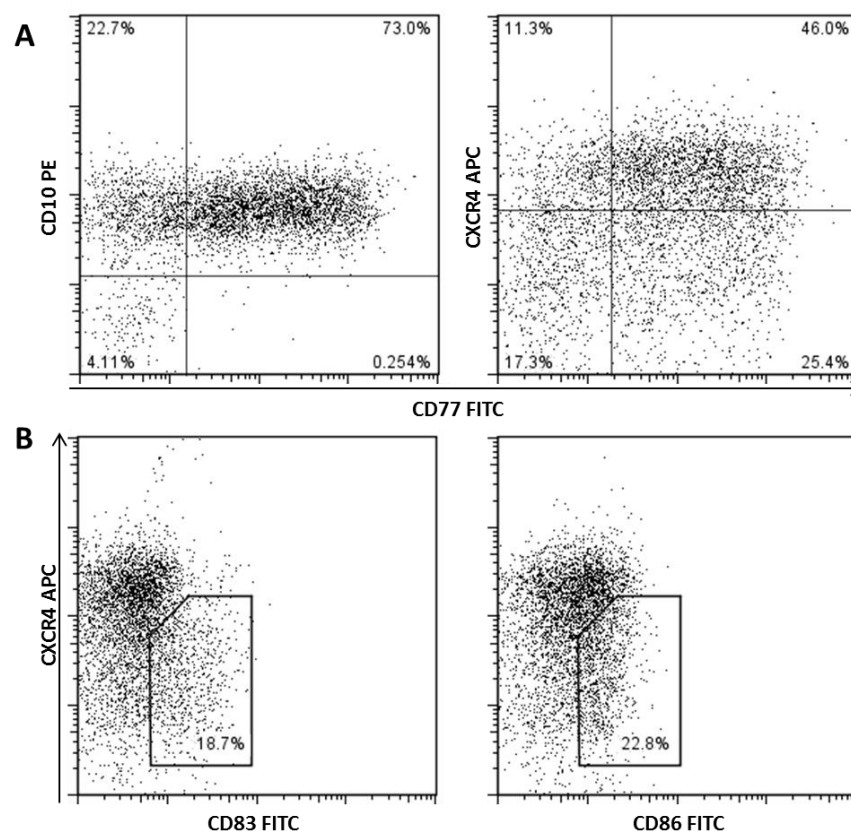 A
22.7%
73.0%
11.3%
46.0%
CD10 PE
CXCR4 APC
4.11%
0.254%
17.3%
25.4%
CD77 FITC
B
CXCR4 APC
18.7%
22.8%
CD83 FITC
CD86 FITC